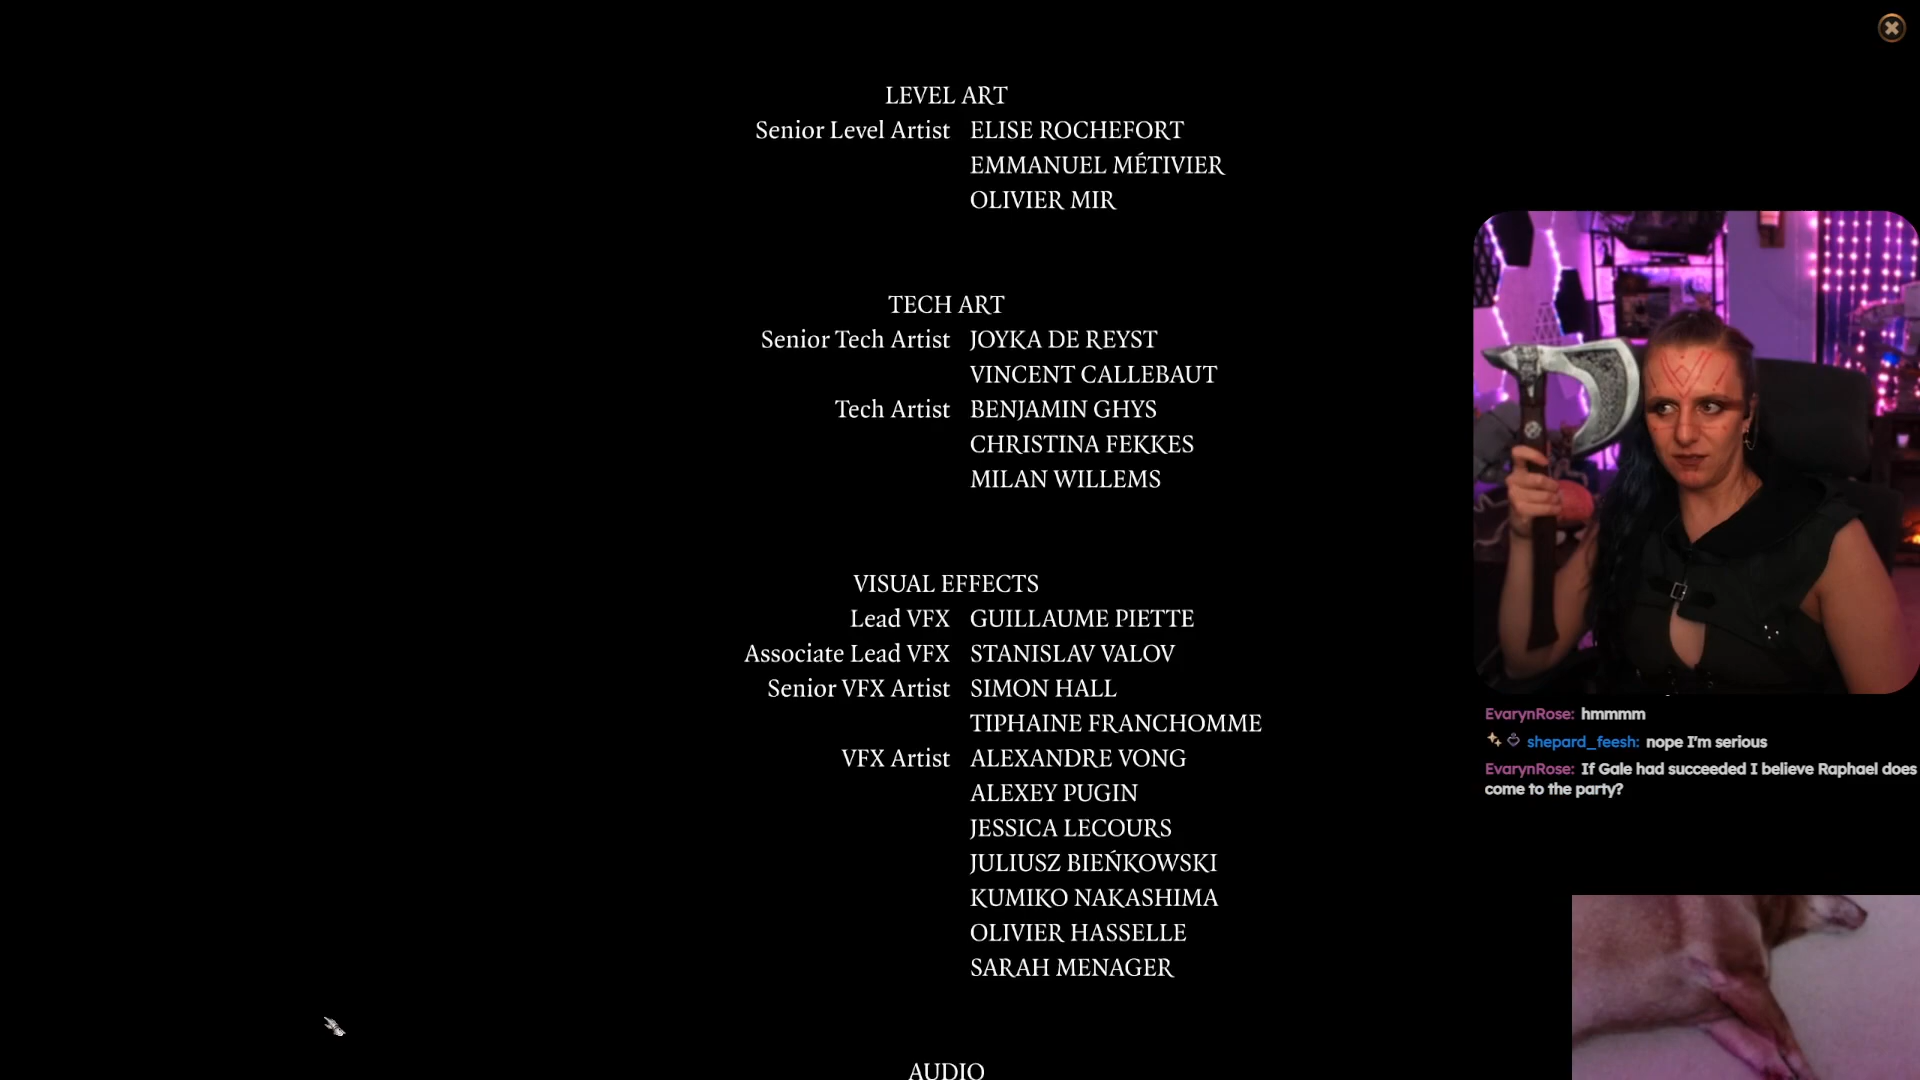 LEVEL ART
Senior Level Artist ELISE ROCHEFORT
EMMANUEL MÉTIVIER
OLIVIER MIR
TECH ART
Senior Tech Artist JOYKA DE REYST
VINCENT CALLEBAUT
Tech Artist BENJAMIN GHYS
CHRISTINA FEKKES
MILAN WILLEMS
VISUAL EFFECTS
Lead VFX GUILLAUME PIETTE
Associate Lead VFX STANISLAV VALOV
Senior VFX Artist SIMON HALL
TIPHAINE FRANCHOMME
VFX Artist ALEXANDRE VONG
ALEXEY PUGIN
JESSICA LECOURS
JULIUSZ BIEŃKOWSKI
KUMIKO NAKASHIMA
OLIVIER HASSELLE
SARAH MENAGER
AUDIO
EvarynRose: hmmmm
shepard_feesh: nope I'm serious
EvarynRose: If Gale had succeeded I believe Raphael does
come to the party?